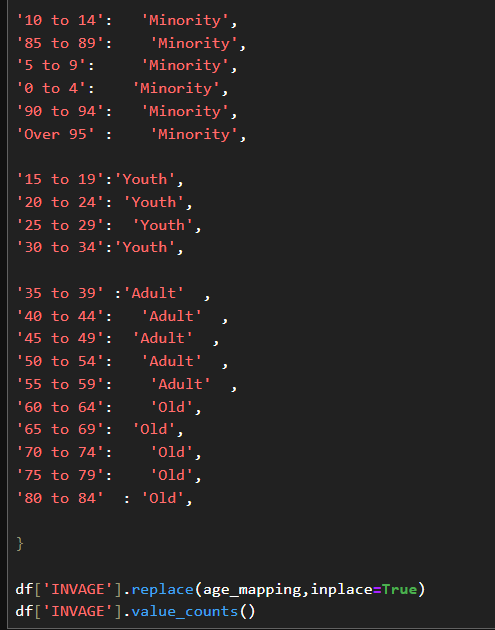 '10 to 14':   'Minority',
'85 to 89':    'Minority',
'5 to 9':     'Minority',
'0 to 4':    'Minority',
'90 to 94':   'Minority',
'Over 95' :    'Minority',
'15 to 19':'Youth',
'20 to 24': 'Youth',
'25 to 29':  'Youth',
'30 to 34':'Youth',
'35 to 39' :'Adult'  ,
'40 to 44':   'Adult'  ,
'45 to 49':  'Adult'  ,
'50 to 54':   'Adult'  ,
'55 to 59':    'Adult'  ,
'60 to 64':    'Old',
'65 to 69':  'Old',
'70 to 74':    'Old',
'75 to 79':    'Old',
'80 to 84'  : 'Old',
}
df['INVAGE'].replace(age_mapping,inplace=True)
df['INVAGE'].value_counts()